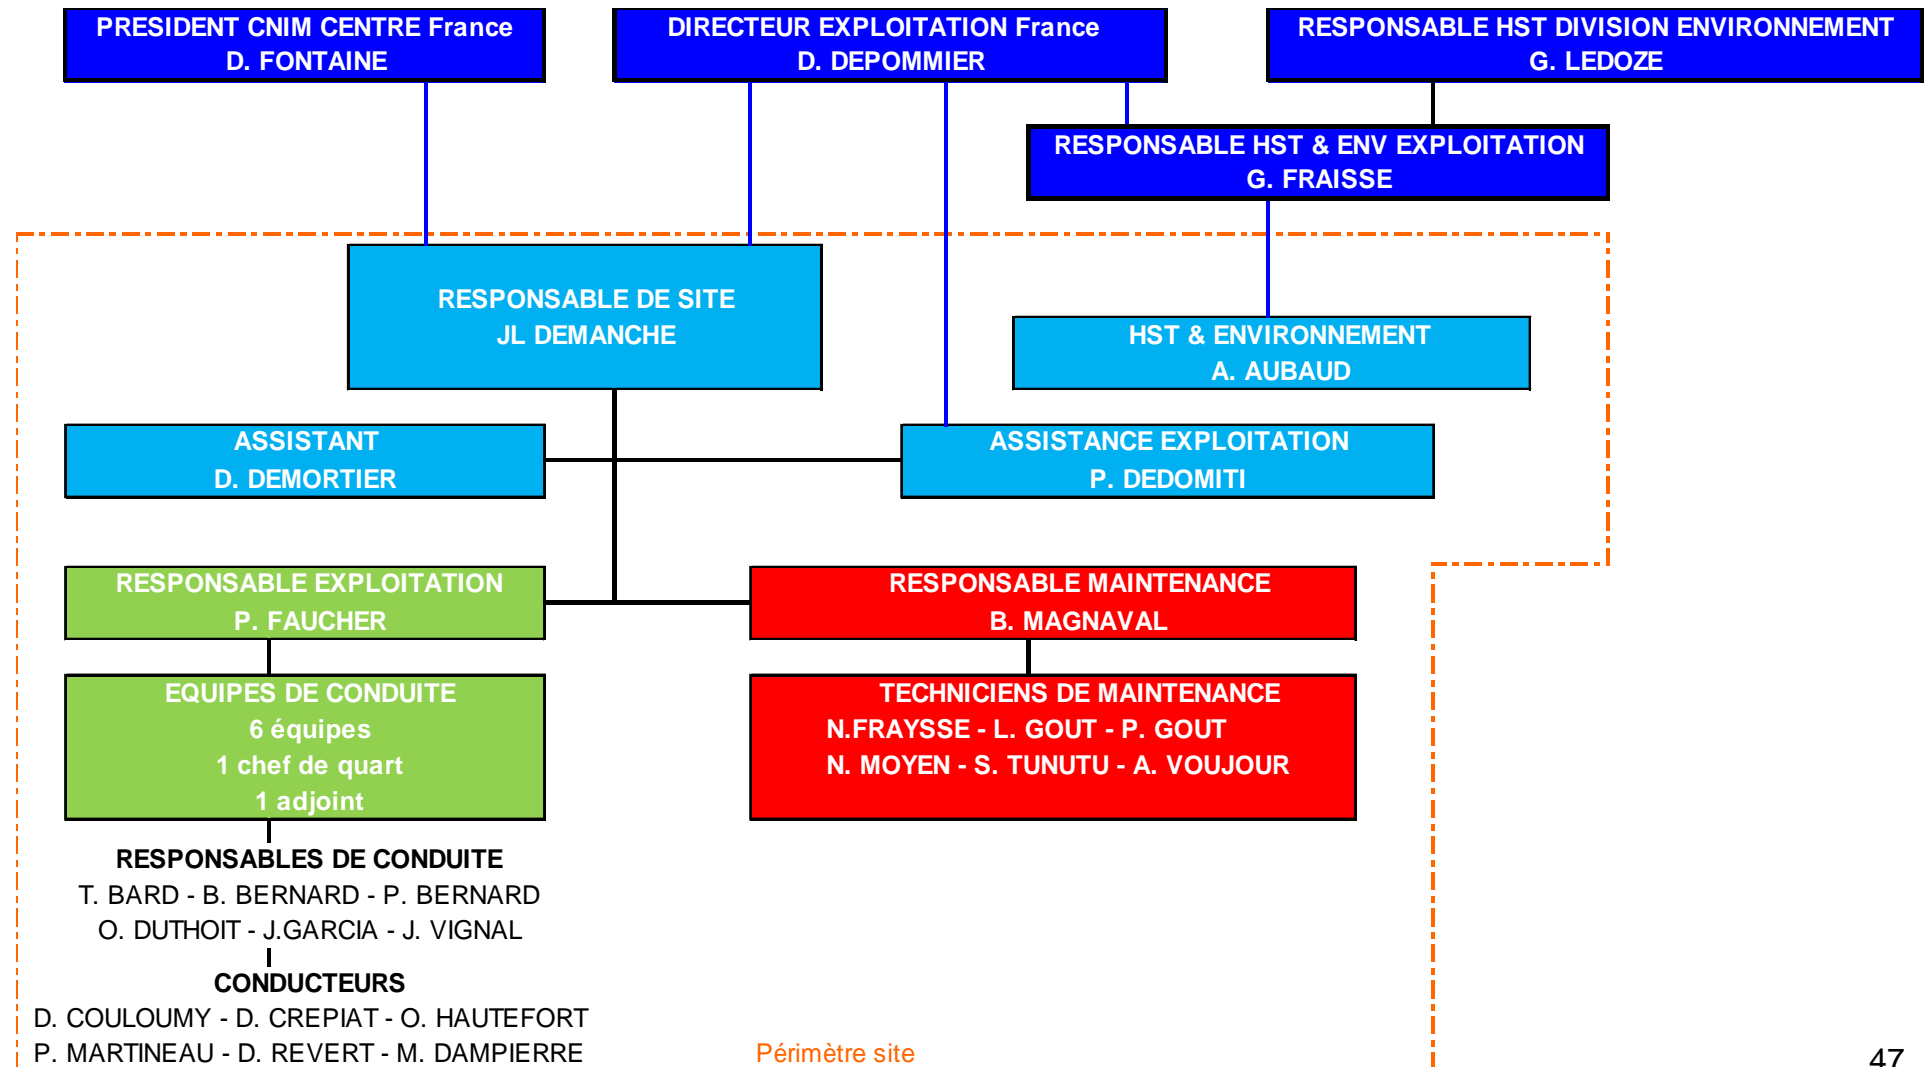 PRESIDENT CNIM CENTRE France
D. FONTAINE
DIRECTEUR EXPLOITATION France
D. DEPOMMIER
RESPONSABLE HST DIVISION ENVIRONNEMENT
G. LEDOZE
RESPONSABLE HST & ENV EXPLOITATION
G. FRAISSE
RESPONSABLE DE SITE
JL DEMANCHE
HST & ENVIRONNEMENT
A. AUBAUD
ASSISTANT
D. DEMORTIER
ASSISTANCE EXPLOITATION
P. DEDOMITI
RESPONSABLE EXPLOITATION
P. FAUCHER
RESPONSABLE MAINTENANCE
B. MAGNAVAL
EQUIPES DE CONDUITE
6 équipes
1 chef de quart
1 adjoint
TECHNICIENS DE MAINTENANCE
N.FRAYSSE - L. GOUT - P. GOUT
N. MOYEN - S. TUNUTU - A. VOUJOUR
RESPONSABLES DE CONDUITE
T. BARD - B. BERNARD - P. BERNARD
O. DUTHOIT - J.GARCIA - J. VIGNAL
CONDUCTEURS
D. COULOUMY - D. CREPIAT - O. HAUTEFORT
P. MARTINEAU - D. REVERT - M. DAMPIERRE
Périmètre site
47